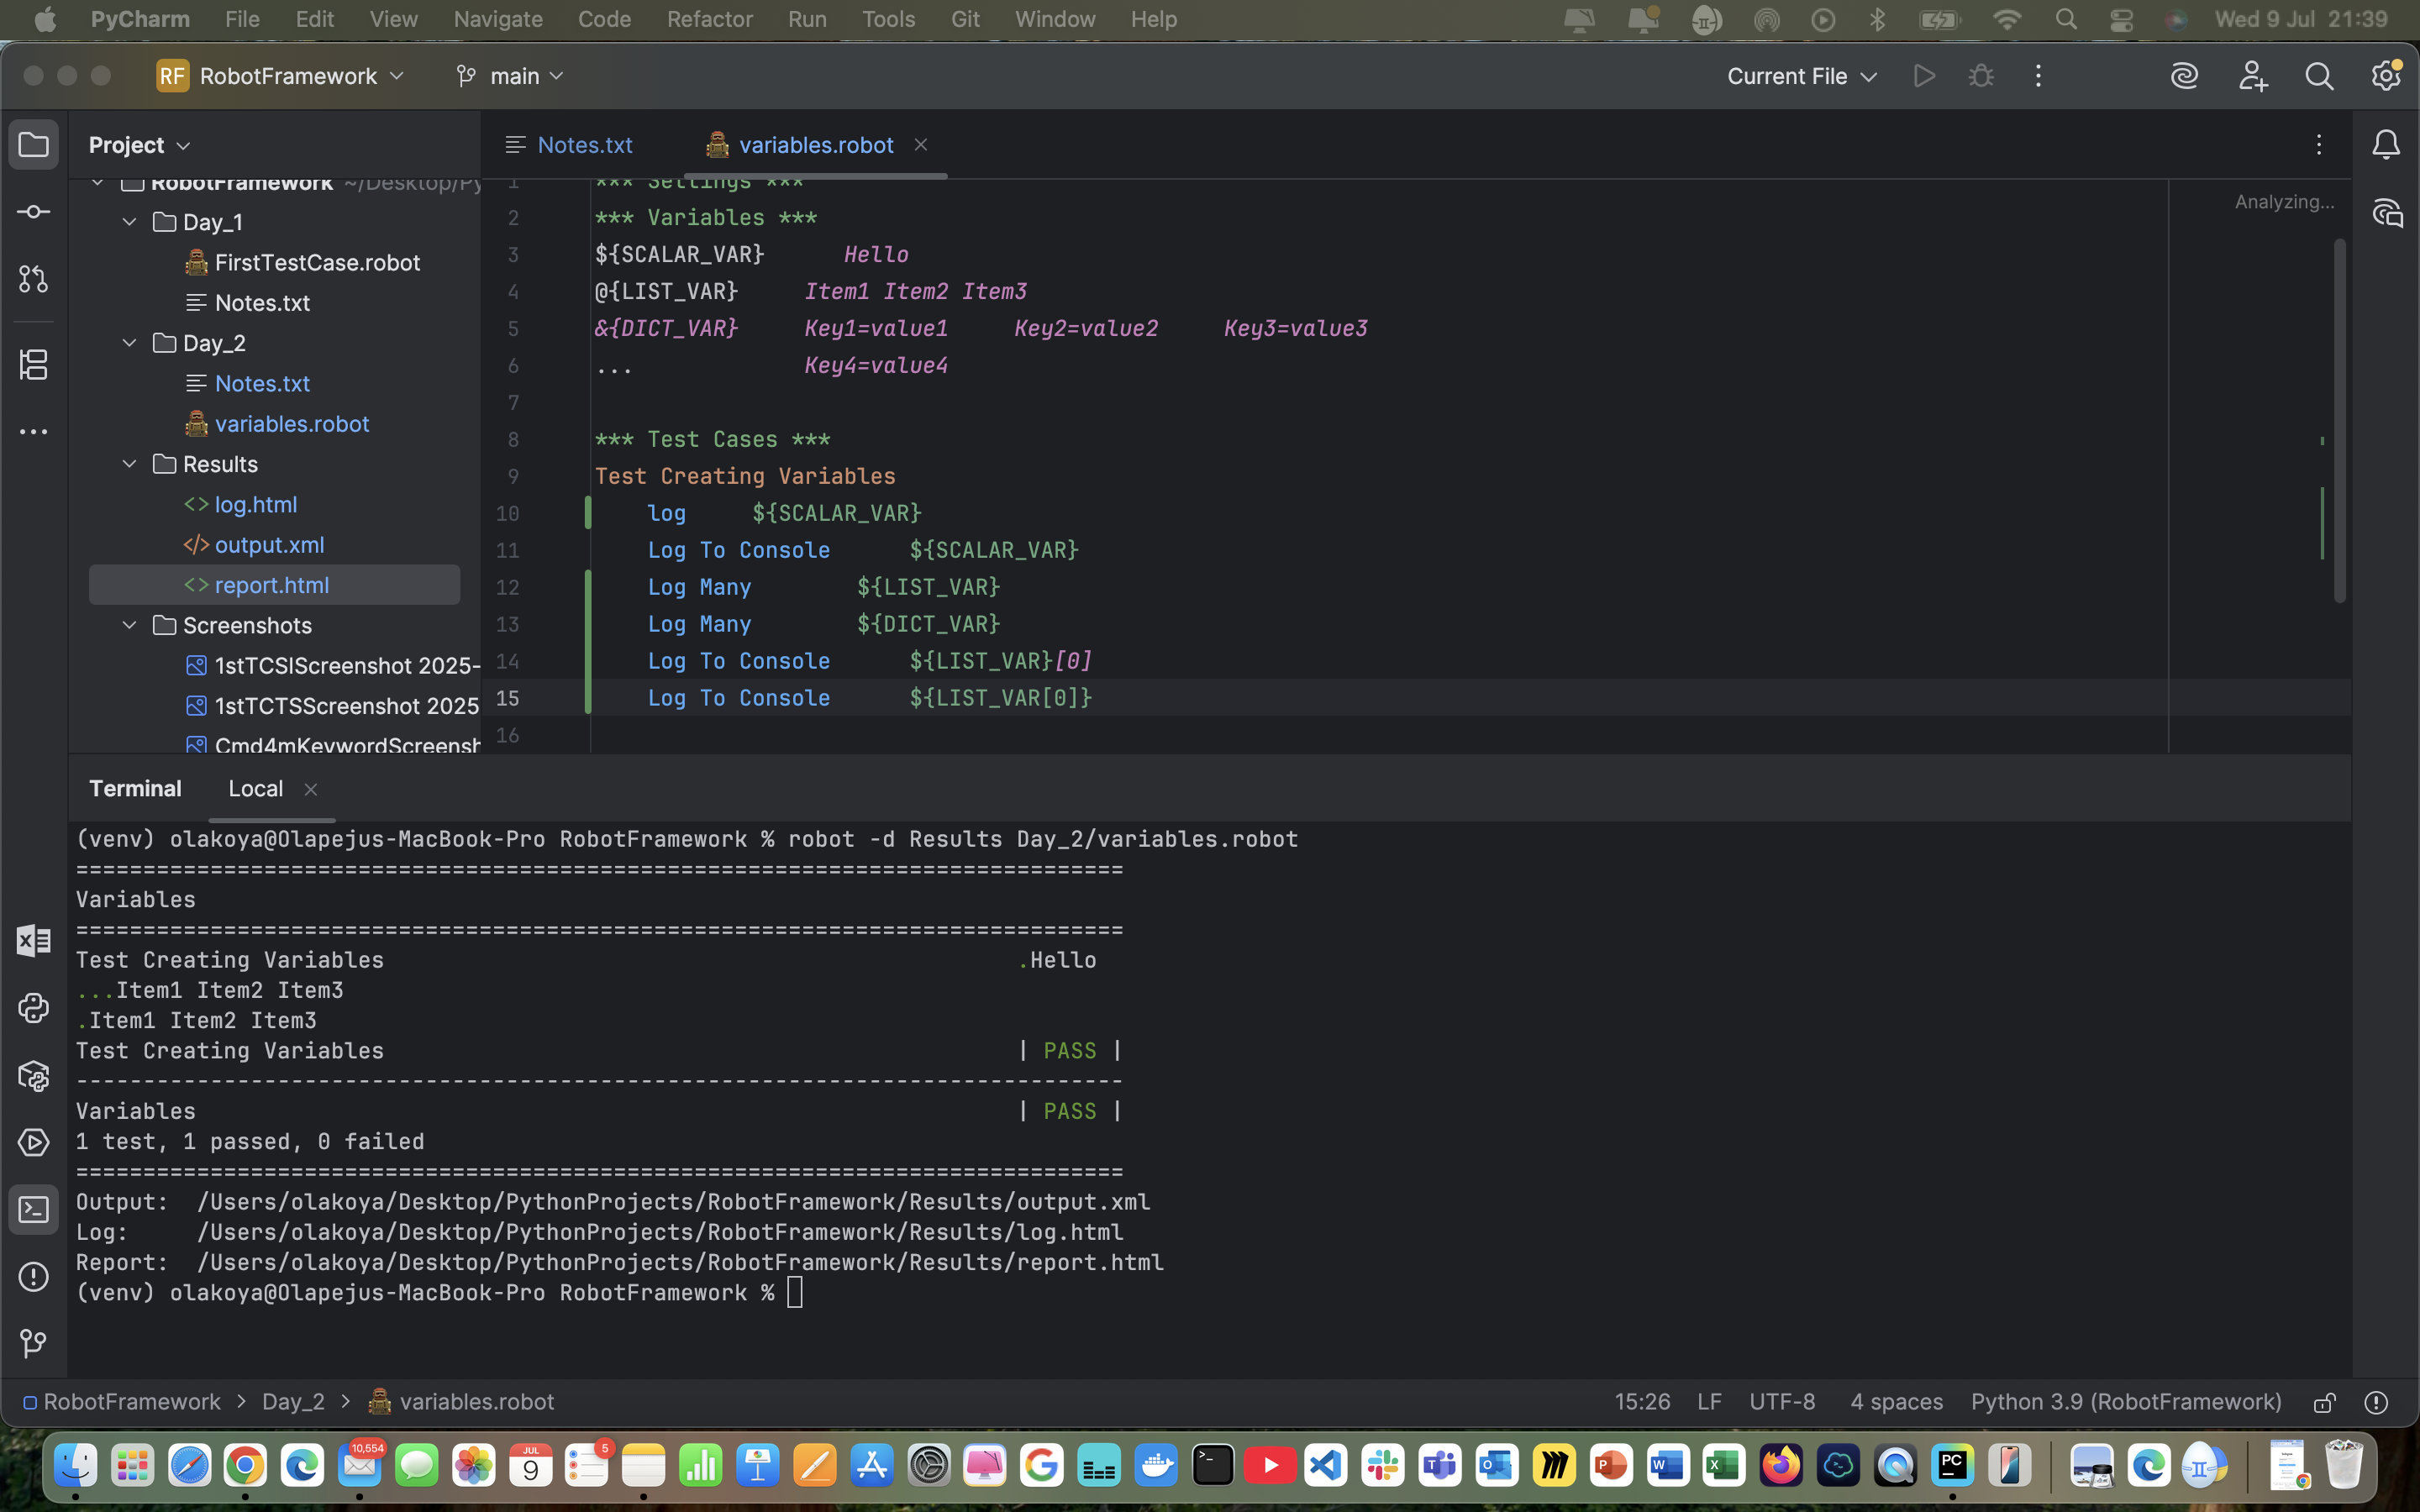 PyCharm File Edit View Navigate Code Refactor Run Tools Git Window Help Wed 9 Jul 21:39
RF RobotFramework main Current File
Project
Notes.txt variables.robot
RobotFramework ~/Desktop/Py
Day_1
FirstTestCase.robot
Notes.txt
Day_2
Notes.txt
variables.robot
Results
log.html
output.xml
report.html
Screenshots
1stTCSIScreenshot 2025-
1stTCTSScreenshot 2025
Cmd4mKeywordScreensh
Analyzing...
1 *** Settings ***
2 *** Variables ***
3 ${SCALAR_VAR} Hello
4 @{LIST_VAR} Item1 Item2 Item3
5 &{DICT_VAR} Key1=value1 Key2=value2 Key3=value3
6 ... Key4=value4
7
8 *** Test Cases ***
9 Test Creating Variables
10 log ${SCALAR_VAR}
11 Log To Console ${SCALAR_VAR}
12 Log Many ${LIST_VAR}
13 Log Many ${DICT_VAR}
14 Log To Console ${LIST_VAR}[0]
15 Log To Console ${LIST_VAR[0]}
16
Terminal Local
(venv) olakoya@Olapejus-MacBook-Pro RobotFramework % robot -d Results Day_2/variables.robot
==============================================================================
Variables
==============================================================================
Test Creating Variables .Hello
...Item1 Item2 Item3
.Item1 Item2 Item3
Test Creating Variables | PASS |
------------------------------------------------------------------------------
Variables | PASS |
1 test, 1 passed, 0 failed
==============================================================================
Output: /Users/olakoya/Desktop/PythonProjects/RobotFramework/Results/output.xml
Log: /Users/olakoya/Desktop/PythonProjects/RobotFramework/Results/log.html
Report: /Users/olakoya/Desktop/PythonProjects/RobotFramework/Results/report.html
(venv) olakoya@Olapejus-MacBook-Pro RobotFramework %
RobotFramework > Day_2 > variables.robot 15:26 LF UTF-8 4 spaces Python 3.9 (RobotFramework)
10,554 JUL 9 5 PC